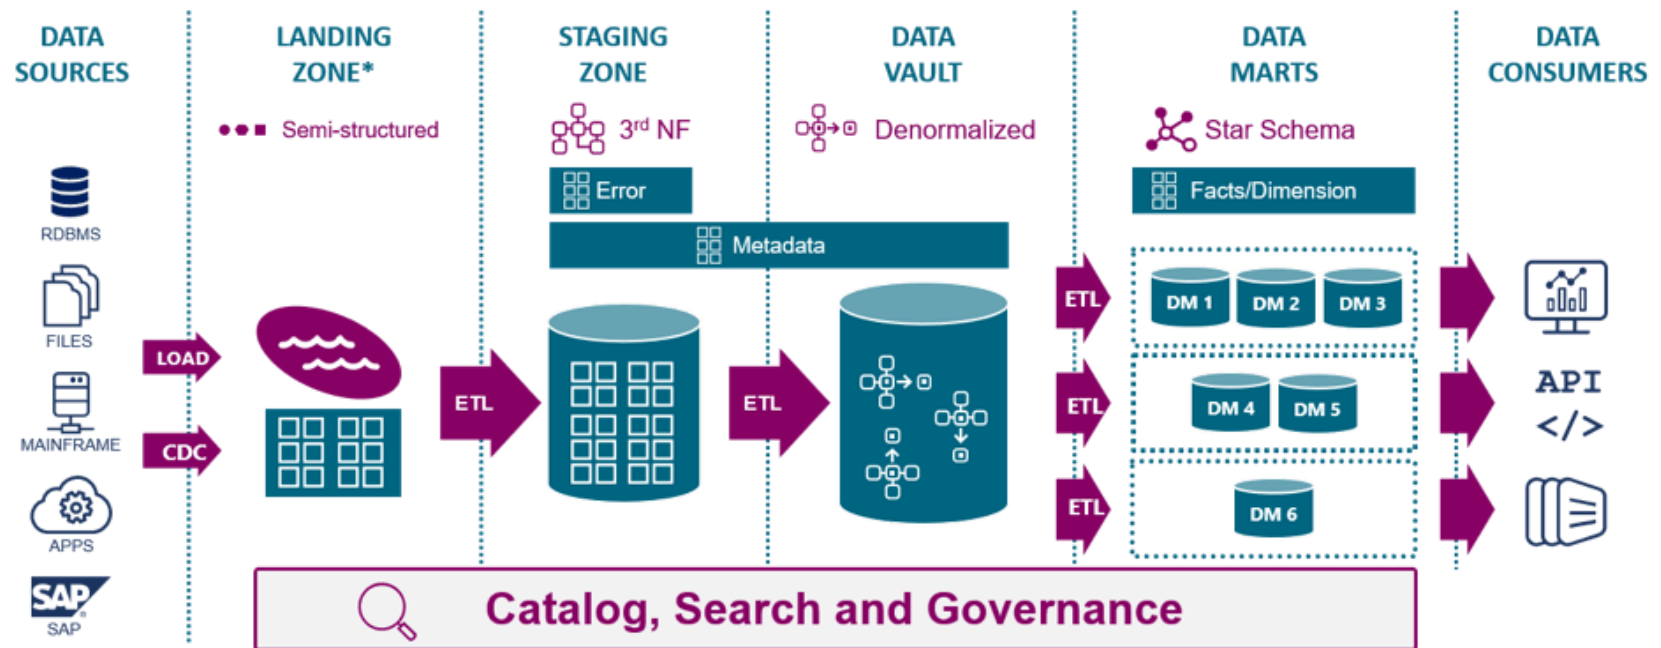 DATA
SOURCES
LANDING
ZONE*
STAGING
ZONE
DATA
VAULT
DATA
MARTS
DATA
CONSUMERS
Semi-structured
3rd NF
Denormalized
Star Schema
Error
Facts/Dimension
Metadata
RDBMS
FILES
MAINFRAME
APPS
SAP
SAP
LOAD
CDC
ETL
ETL
ETL
ETL
ETL
DM 1
DM 2
DM 3
DM 4
DM 5
DM 6
API
</>
Catalog, Search and Governance